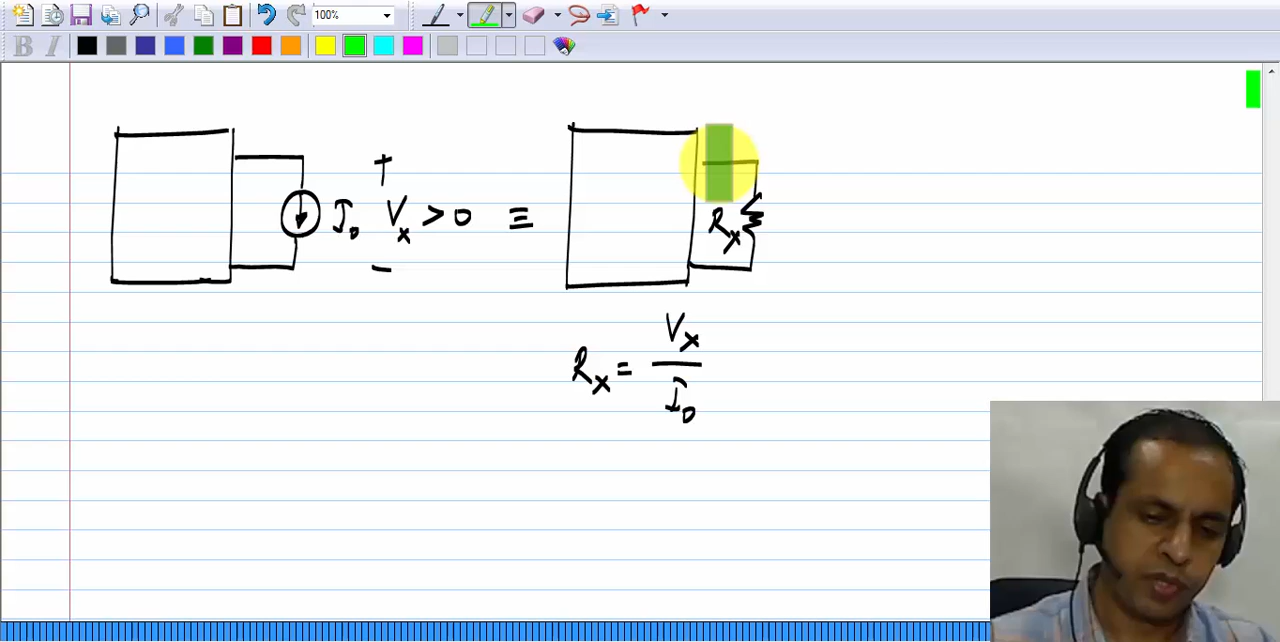 100%
B I
+
I₀ Vₓ > 0 ≡ Rₓ
−
Rₓ = Vₓ / I₀